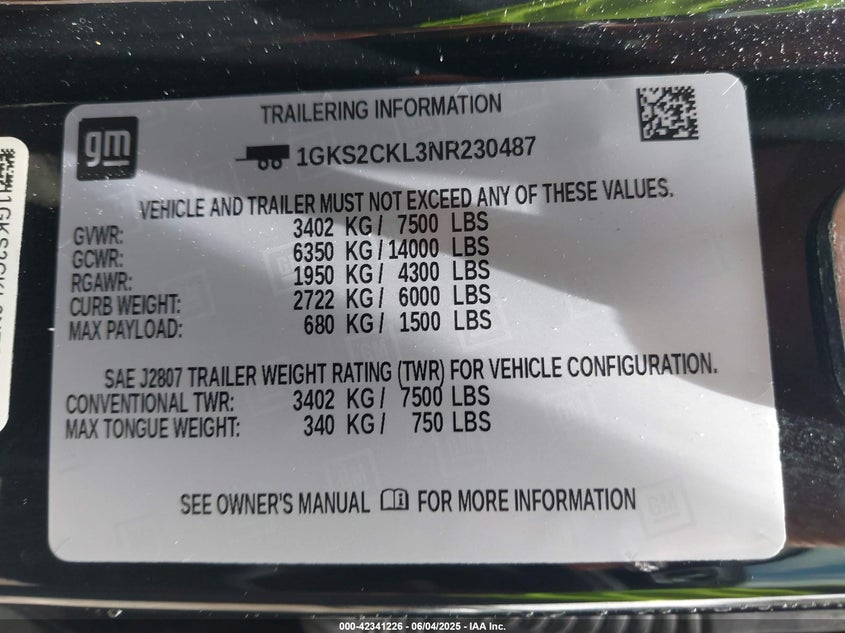 gm
TRAILERING INFORMATION
1GKS2CKL3NR230487
VEHICLE AND TRAILER MUST NOT EXCEED ANY OF THESE VALUES.
GVWR: 3402 KG / 7500 LBS
GCWR: 6350 KG / 14000 LBS
RGAWR: 1950 KG / 4300 LBS
CURB WEIGHT: 2722 KG / 6000 LBS
MAX PAYLOAD: 680 KG / 1500 LBS
SAE J2807 TRAILER WEIGHT RATING (TWR) FOR VEHICLE CONFIGURATION.
CONVENTIONAL TWR: 3402 KG / 7500 LBS
MAX TONGUE WEIGHT: 340 KG / 750 LBS
SEE OWNER'S MANUAL FOR MORE INFORMATION
000-42341226 - 06/04/2025 - IAA Inc.